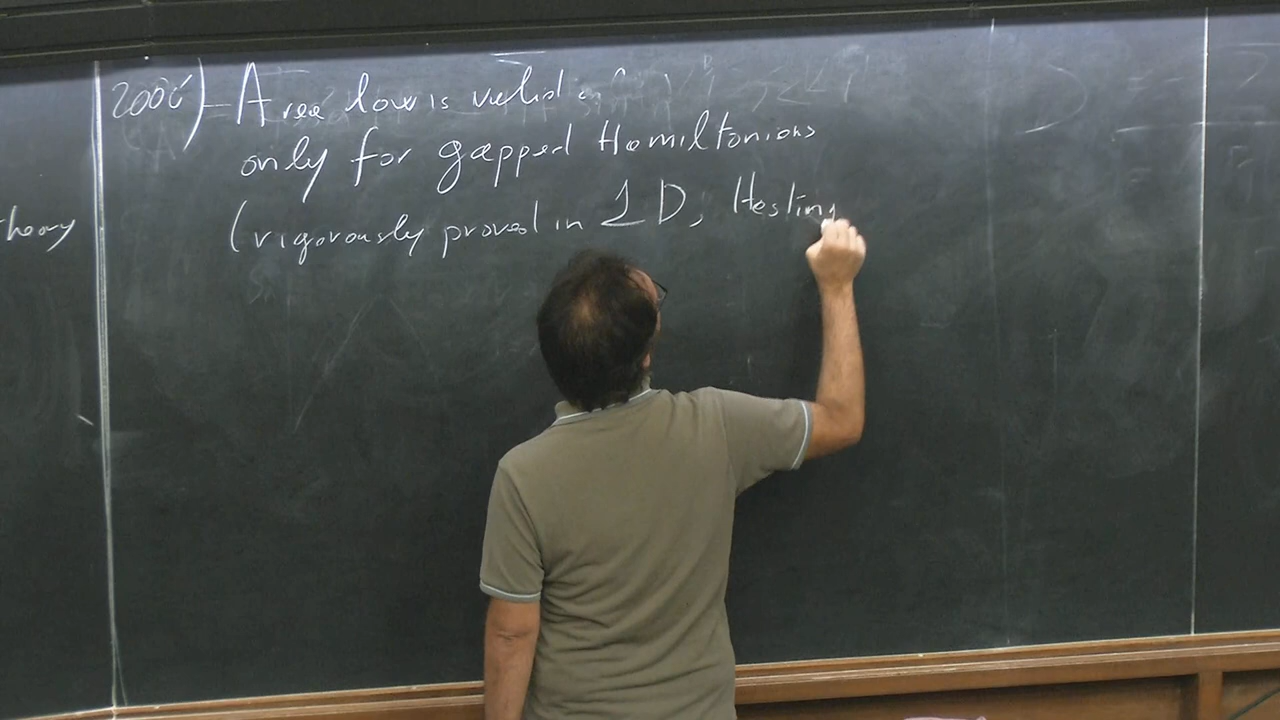 theory
2006) - Area law is valid
only for gapped Hamiltonians
(rigorously proved in 1D, Hasting